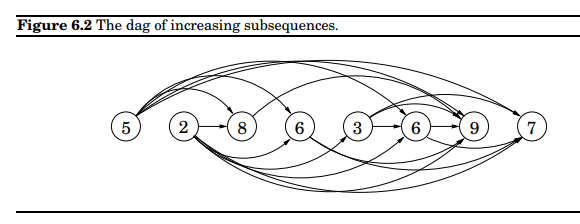 Figure 6.2 The dag of increasing subsequences.
5 2 8 6 3 6 9 7